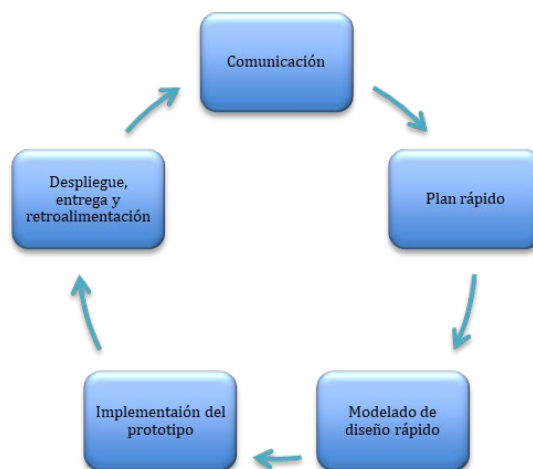 Comunicación
Plan rápido
Modelado de
diseño rápido
Implementaión del
prototipo
Despliegue,
entrega y
retroalimentación